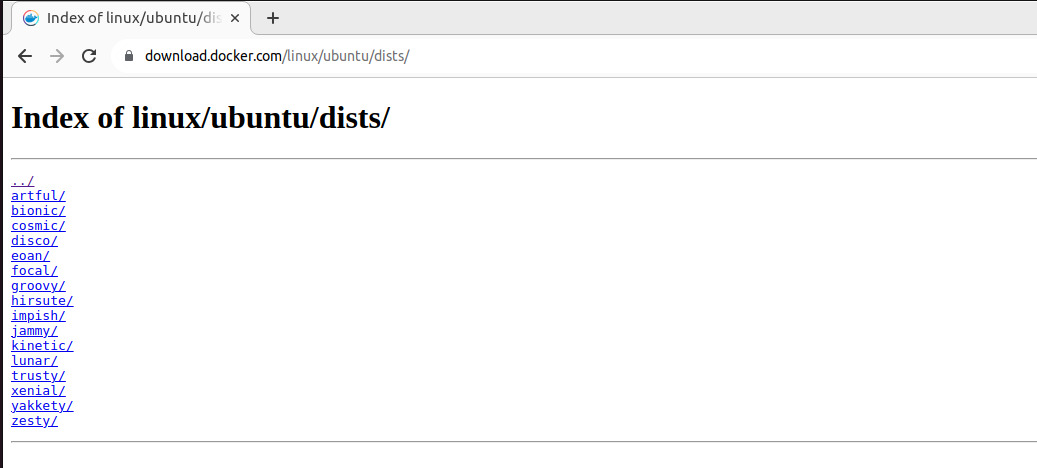 Index of linux/ubuntu/dis
download.docker.com/linux/ubuntu/dists/
Index of linux/ubuntu/dists/
../
artful/
bionic/
cosmic/
disco/
eoan/
focal/
groovy/
hirsute/
impish/
jammy/
kinetic/
lunar/
trusty/
xenial/
yakkety/
zesty/